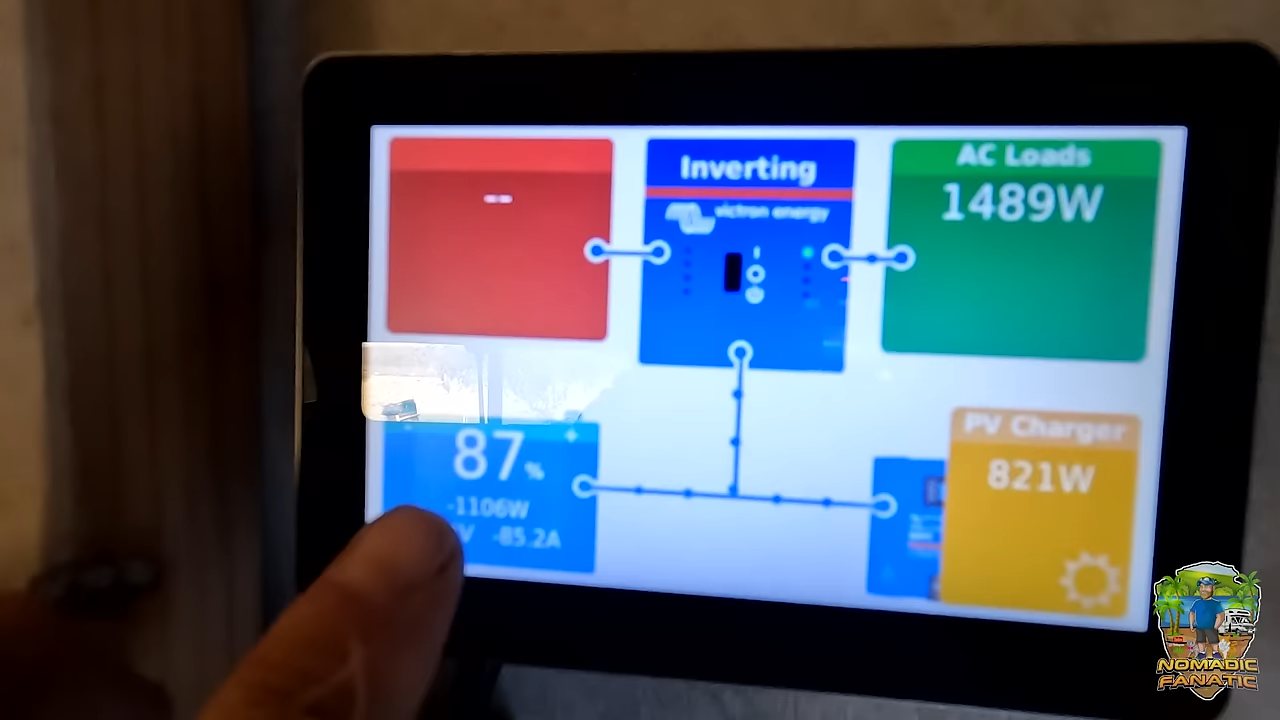 --
Inverting
victron energy
AC Loads
1489W
87%
-1106W
V -85.2A
PV Charger
821W
NOMADIC
FANATIC